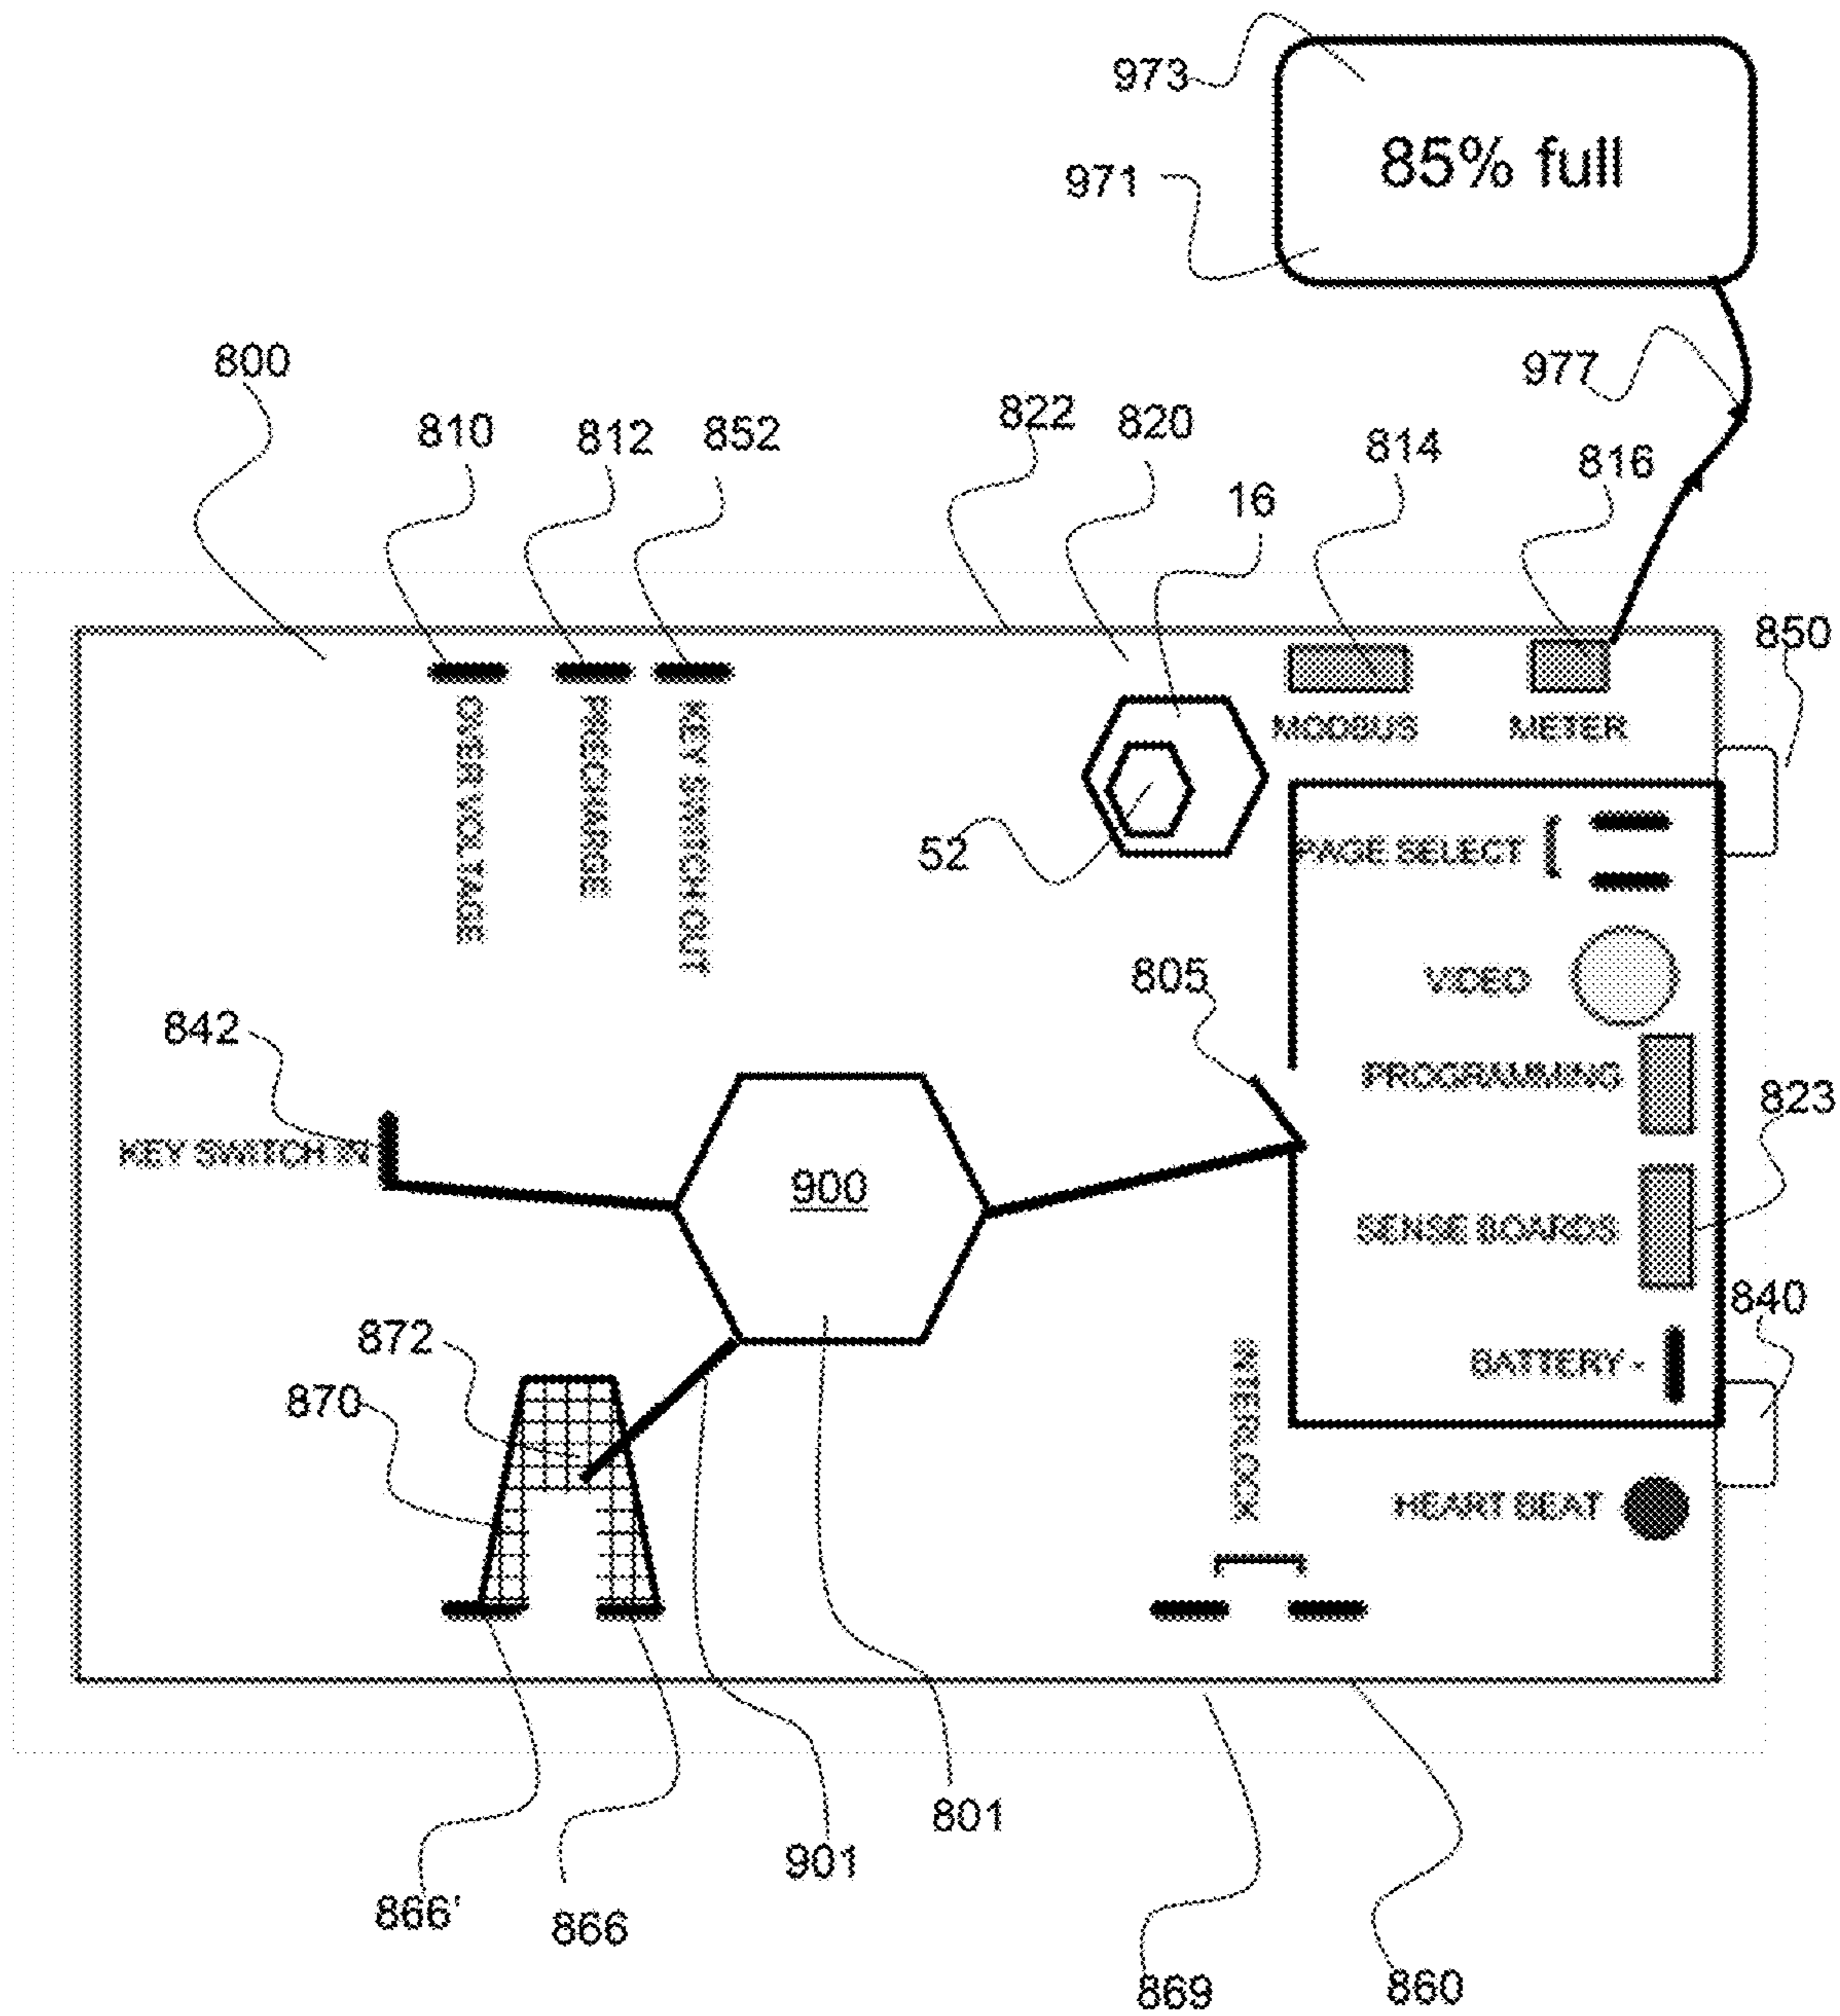 973
85% full
971
977
800
810
812
852
822
820
16
814
816
850
OVER VOLTAGE
PRECHARGE
KEY SWITCH OUT
MODBUS
METER
52
PAGE SELECT
805
VIDEO
842
KEY SWITCH IN
PROGRAMMING
823
900
SENSE BOARDS
840
872
870
INTERLOCK
BATTERY -
HEART BEAT
801
901
866'
866
869
860